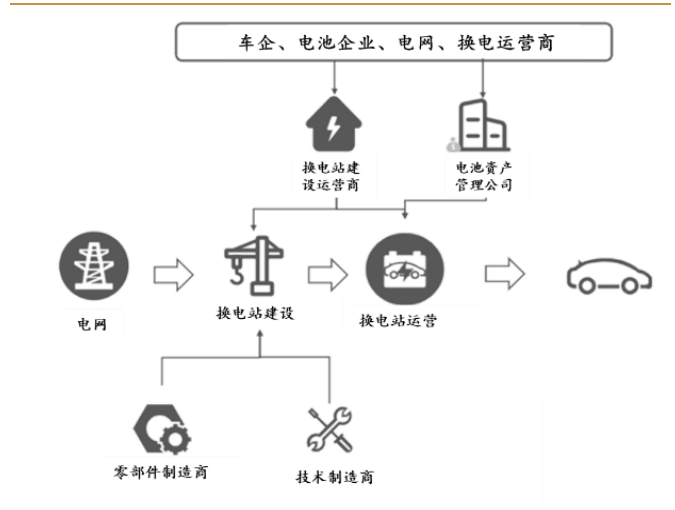 车企、电池企业、电网、换电运营商
换电站建
设运营商
电池资产
管理公司
电网
换电站建设
换电站运营
零部件制造商
技术制造商